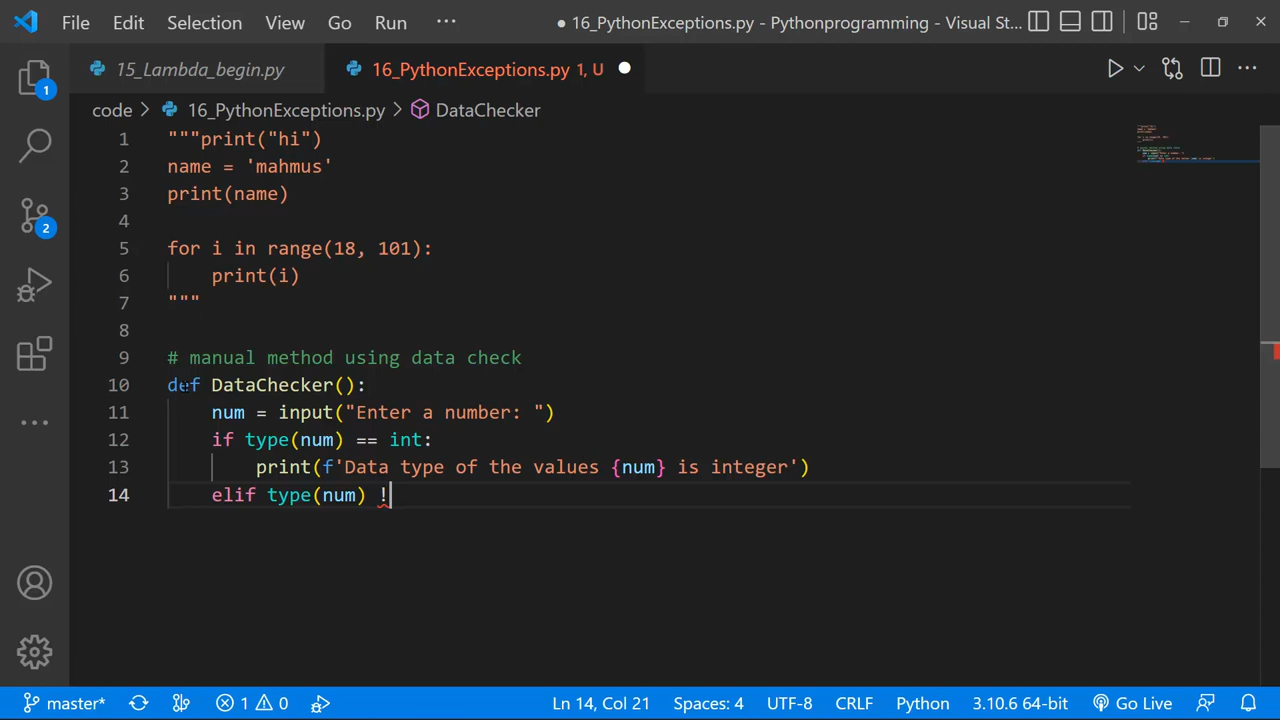 File Edit Selection View Go Run ··· ● 16_PythonExceptions.py - Pythonprogramming - Visual St...
15_Lambda_begin.py 16_PythonExceptions.py 1, U
code > 16_PythonExceptions.py > DataChecker
1 """print("hi")
2 name = 'mahmus'
3 print(name)
4
5 for i in range(18, 101):
6 print(i)
7 """
8
9 # manual method using data check
10 def DataChecker():
11 num = input("Enter a number: ")
12 if type(num) == int:
13 print(f'Data type of the values {num} is integer')
14 elif type(num) !
1
2
master* 1 0 Ln 14, Col 21 Spaces: 4 UTF-8 CRLF Python 3.10.6 64-bit Go Live